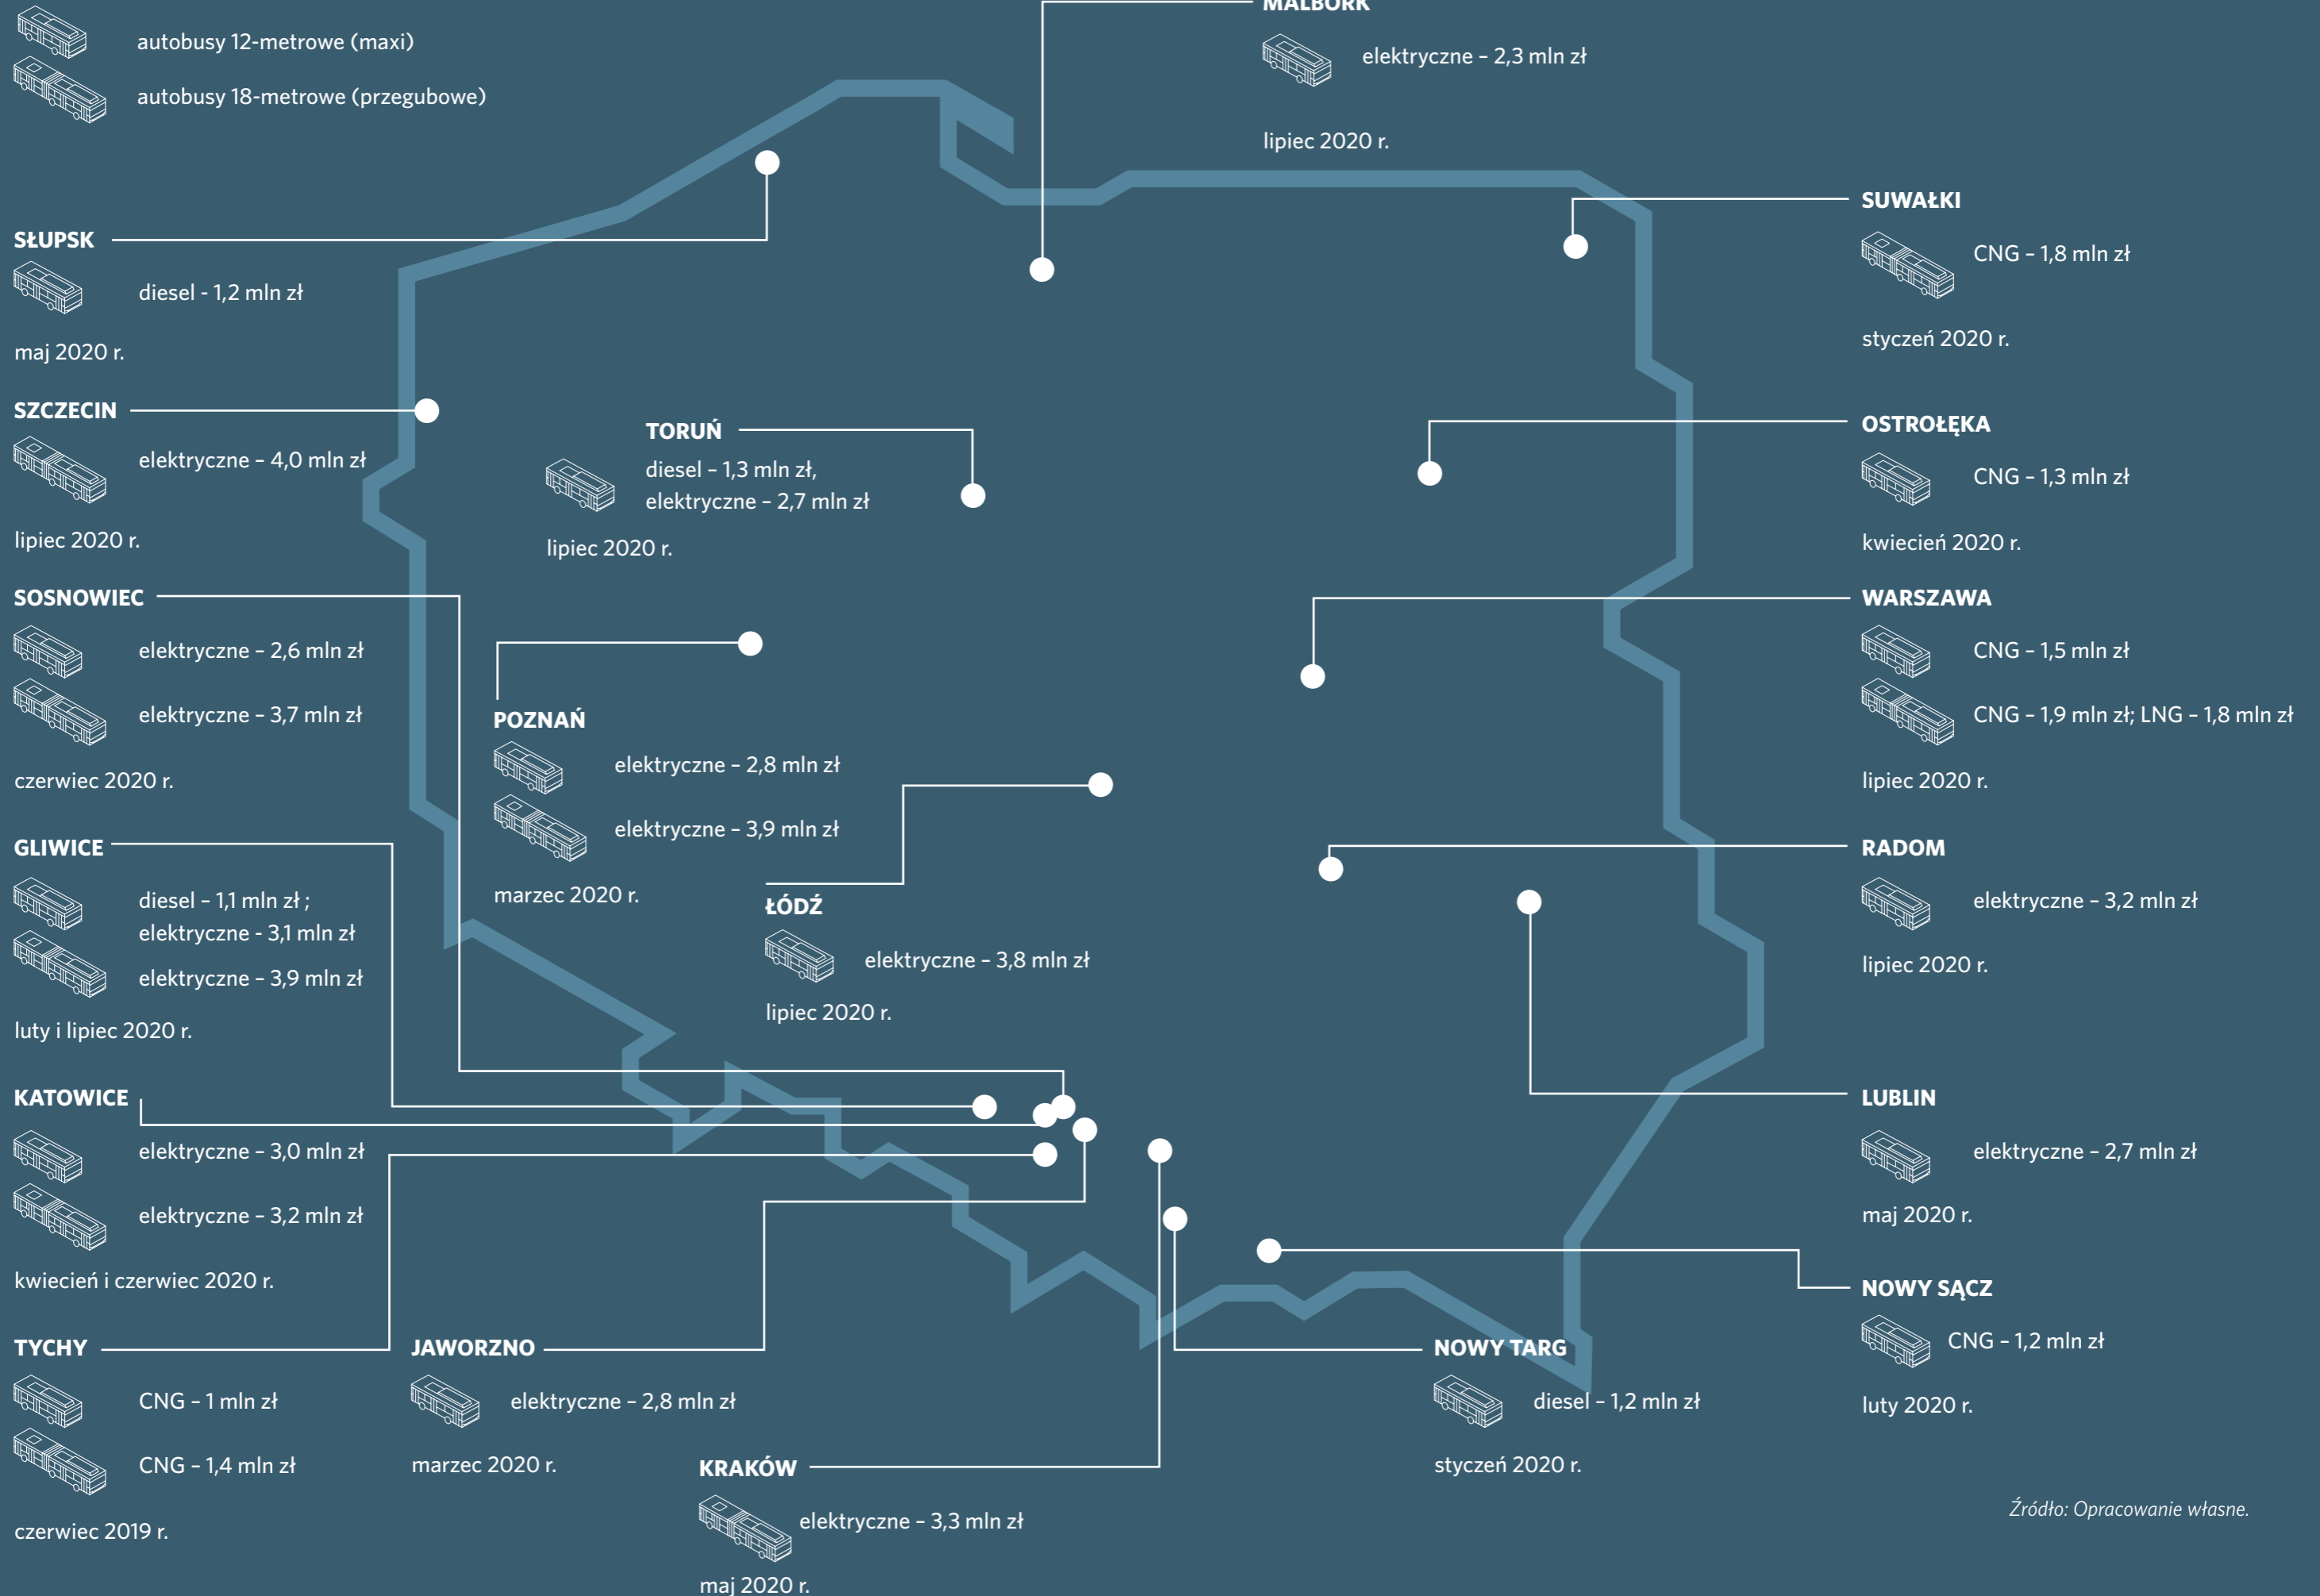 autobusy 12-metrowe (maxi)
autobusy 18-metrowe (przegubowe)
MALBORK
elektryczne – 2,3 mln zł
lipiec 2020 r.
SŁUPSK
diesel - 1,2 mln zł
maj 2020 r.
SUWAŁKI
CNG – 1,8 mln zł
styczeń 2020 r.
SZCZECIN
elektryczne – 4,0 mln zł
lipiec 2020 r.
TORUŃ
diesel – 1,3 mln zł,
elektryczne – 2,7 mln zł
lipiec 2020 r.
OSTROŁĘKA
CNG – 1,3 mln zł
kwiecień 2020 r.
SOSNOWIEC
elektryczne – 2,6 mln zł
elektryczne – 3,7 mln zł
czerwiec 2020 r.
POZNAŃ
elektryczne – 2,8 mln zł
elektryczne – 3,9 mln zł
marzec 2020 r.
WARSZAWA
CNG – 1,5 mln zł
CNG – 1,9 mln zł; LNG – 1,8 mln zł
lipiec 2020 r.
GLIWICE
diesel – 1,1 mln zł ;
elektryczne - 3,1 mln zł
elektryczne – 3,9 mln zł
luty i lipiec 2020 r.
ŁÓDŹ
elektryczne – 3,8 mln zł
lipiec 2020 r.
RADOM
elektryczne – 3,2 mln zł
lipiec 2020 r.
KATOWICE
elektryczne – 3,0 mln zł
elektryczne – 3,2 mln zł
kwiecień i czerwiec 2020 r.
LUBLIN
elektryczne – 2,7 mln zł
maj 2020 r.
NOWY SĄCZ
CNG – 1,2 mln zł
luty 2020 r.
TYCHY
CNG – 1 mln zł
CNG – 1,4 mln zł
czerwiec 2019 r.
JAWORZNO
elektryczne – 2,8 mln zł
marzec 2020 r.
KRAKÓW
elektryczne – 3,3 mln zł
maj 2020 r.
NOWY TARG
diesel – 1,2 mln zł
styczeń 2020 r.
Źródło: Opracowanie własne.